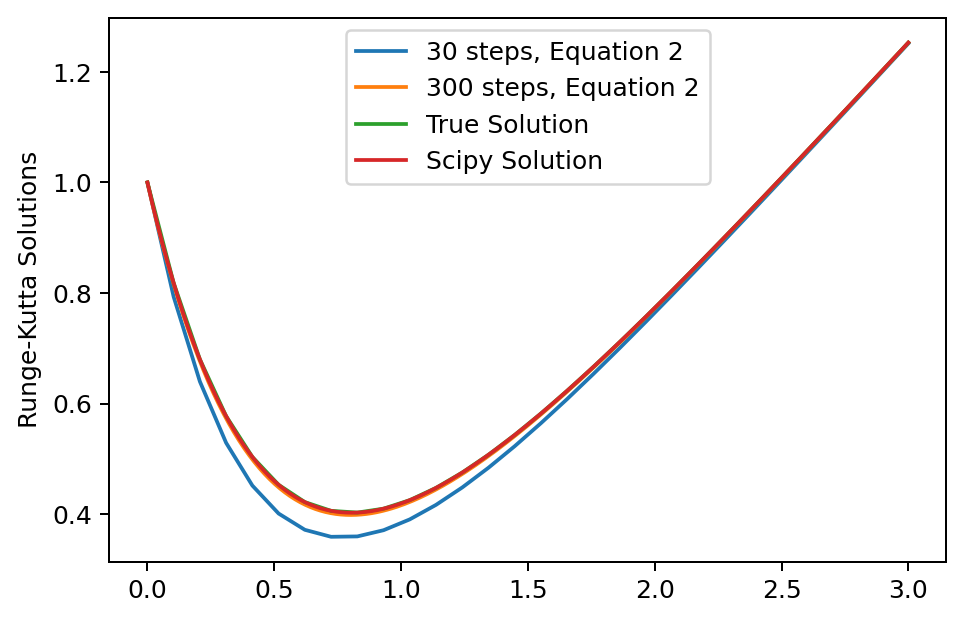 30 steps, Equation 2
300 steps, Equation 2
True Solution
Scipy Solution
Runge-Kutta Solutions
1.2
1.0
0.8
0.6
0.4
0.0 0.5 1.0 1.5 2.0 2.5 3.0